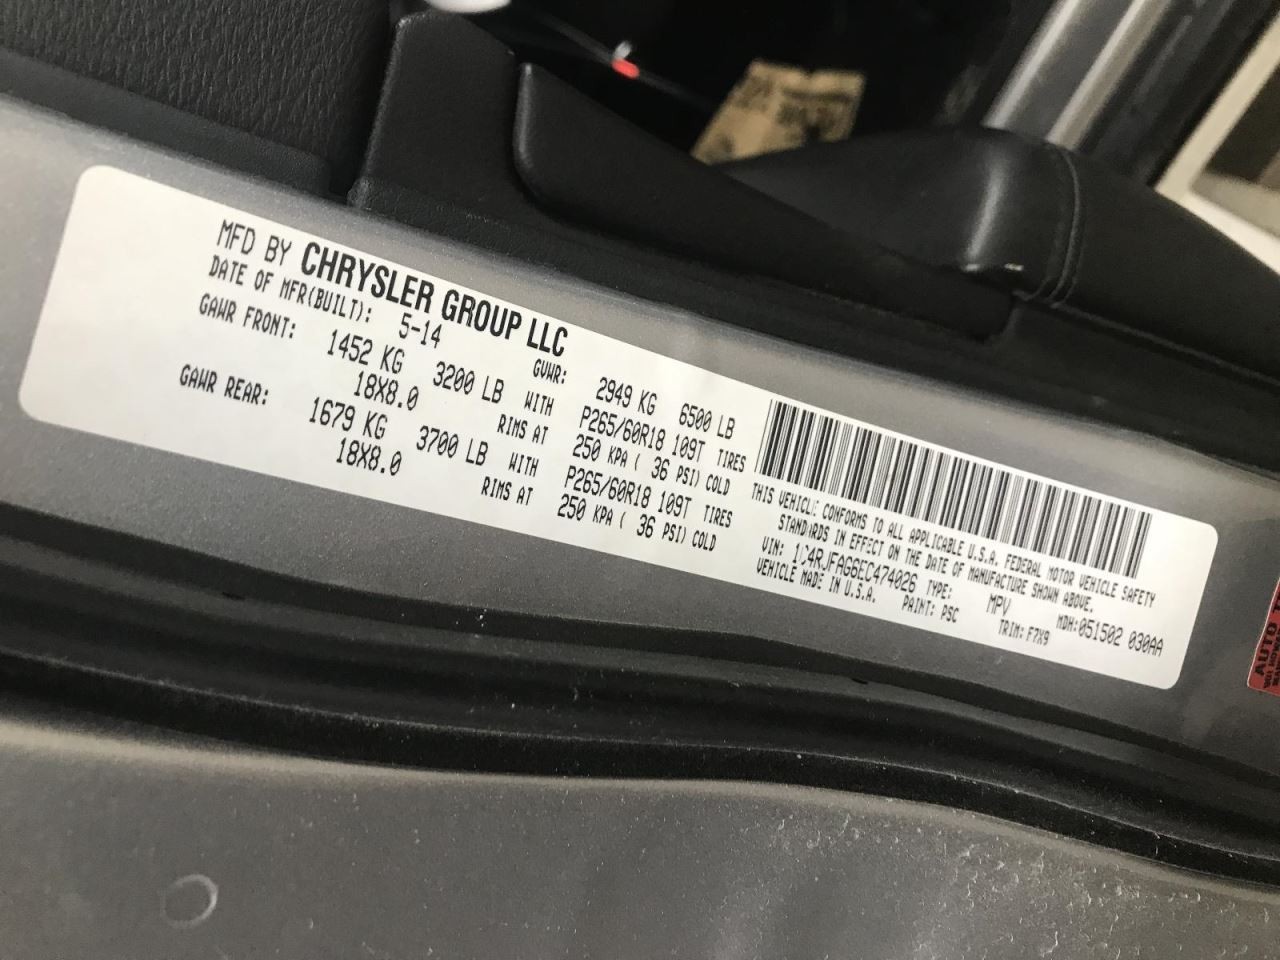 MFD BY CHRYSLER GROUP LLC
DATE OF MFR(BUILT): 5-14 GVWR: 2949 KG 6500 LB
GAWR FRONT: 1452 KG 3200 LB WITH P265/60R18 109T TIRES
18X8.0 RIMS AT 250 KPA ( 36 PSI) COLD
GAWR REAR: 1679 KG 3700 LB WITH P265/60R18 109T TIRES
18X8.0 RIMS AT 250 KPA ( 36 PSI) COLD
THIS VEHICLE CONFORMS TO ALL APPLICABLE U.S.A. FEDERAL MOTOR VEHICLE SAFETY
STANDARDS IN EFFECT ON THE DATE OF MANUFACTURE SHOWN ABOVE.
VIN: 1C4RJFAG6EC474026 TYPE: MPV MDH:051502 030AA
VEHICLE MADE IN U.S.A. PAINT: PSC TRIM: F7X9
AUTO